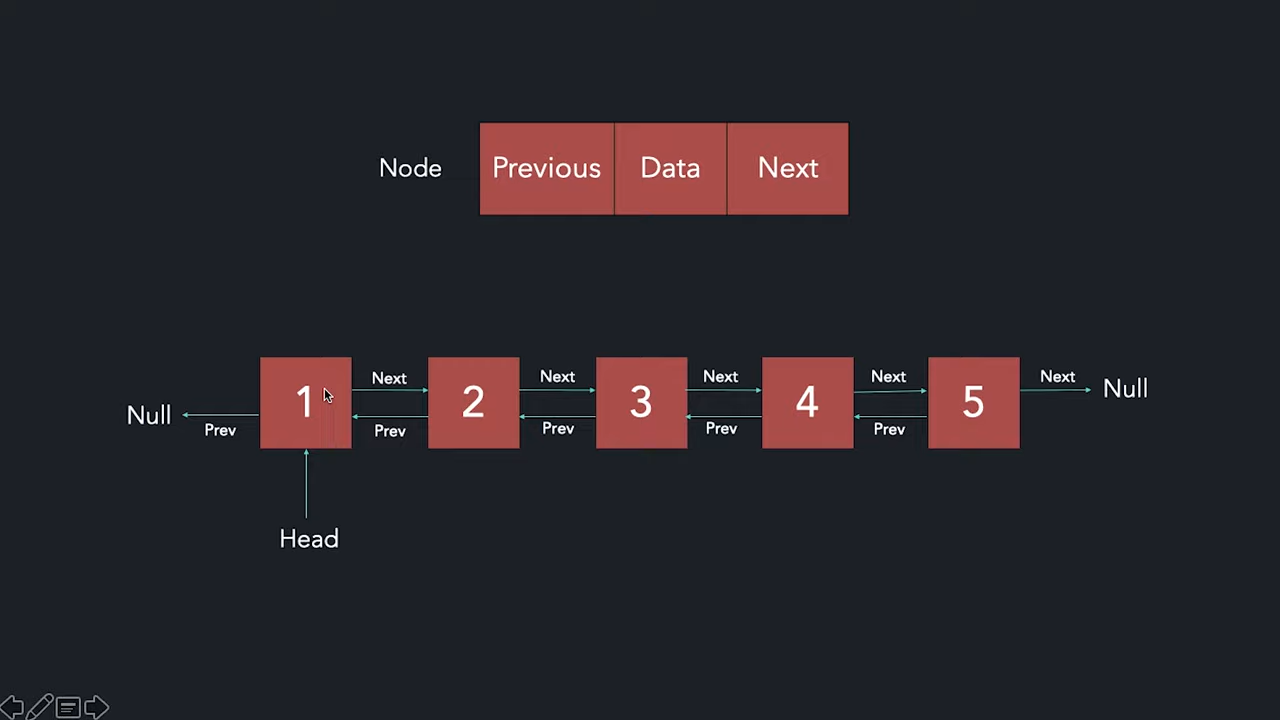 Node Previous Data Next
Next Next Next Next Next
Null 1 2 3 4 5 Null
Prev Prev Prev Prev Prev
Head